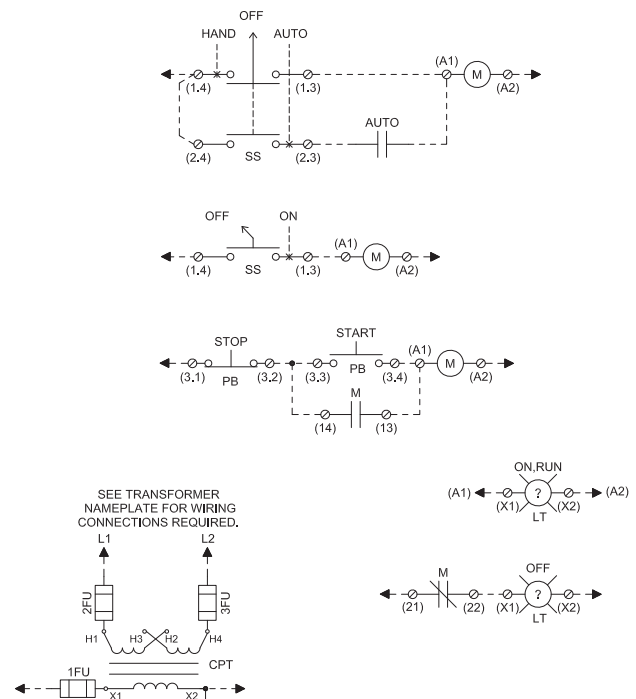 OFF
HAND AUTO
(A1)
M
(1.4) (1.3) (A2)
AUTO
SS
(2.4) (2.3)
OFF ON
(A1)
M
(1.4) SS (1.3) (A2)
STOP START
(A1)
M
(3.1) PB (3.2) (3.3) PB (3.4) (A2)
M
(14) (13)
ON,RUN
(A1) ? (A2)
(X1) (X2)
LT
SEE TRANSFORMER
NAMEPLATE FOR WIRING
CONNECTIONS REQUIRED.
L1 L2
OFF
M
?
(21) (22) (X1) (X2)
LT
2FU 3FU
H1 H3 H2 H4
CPT
1FU
X1 X2